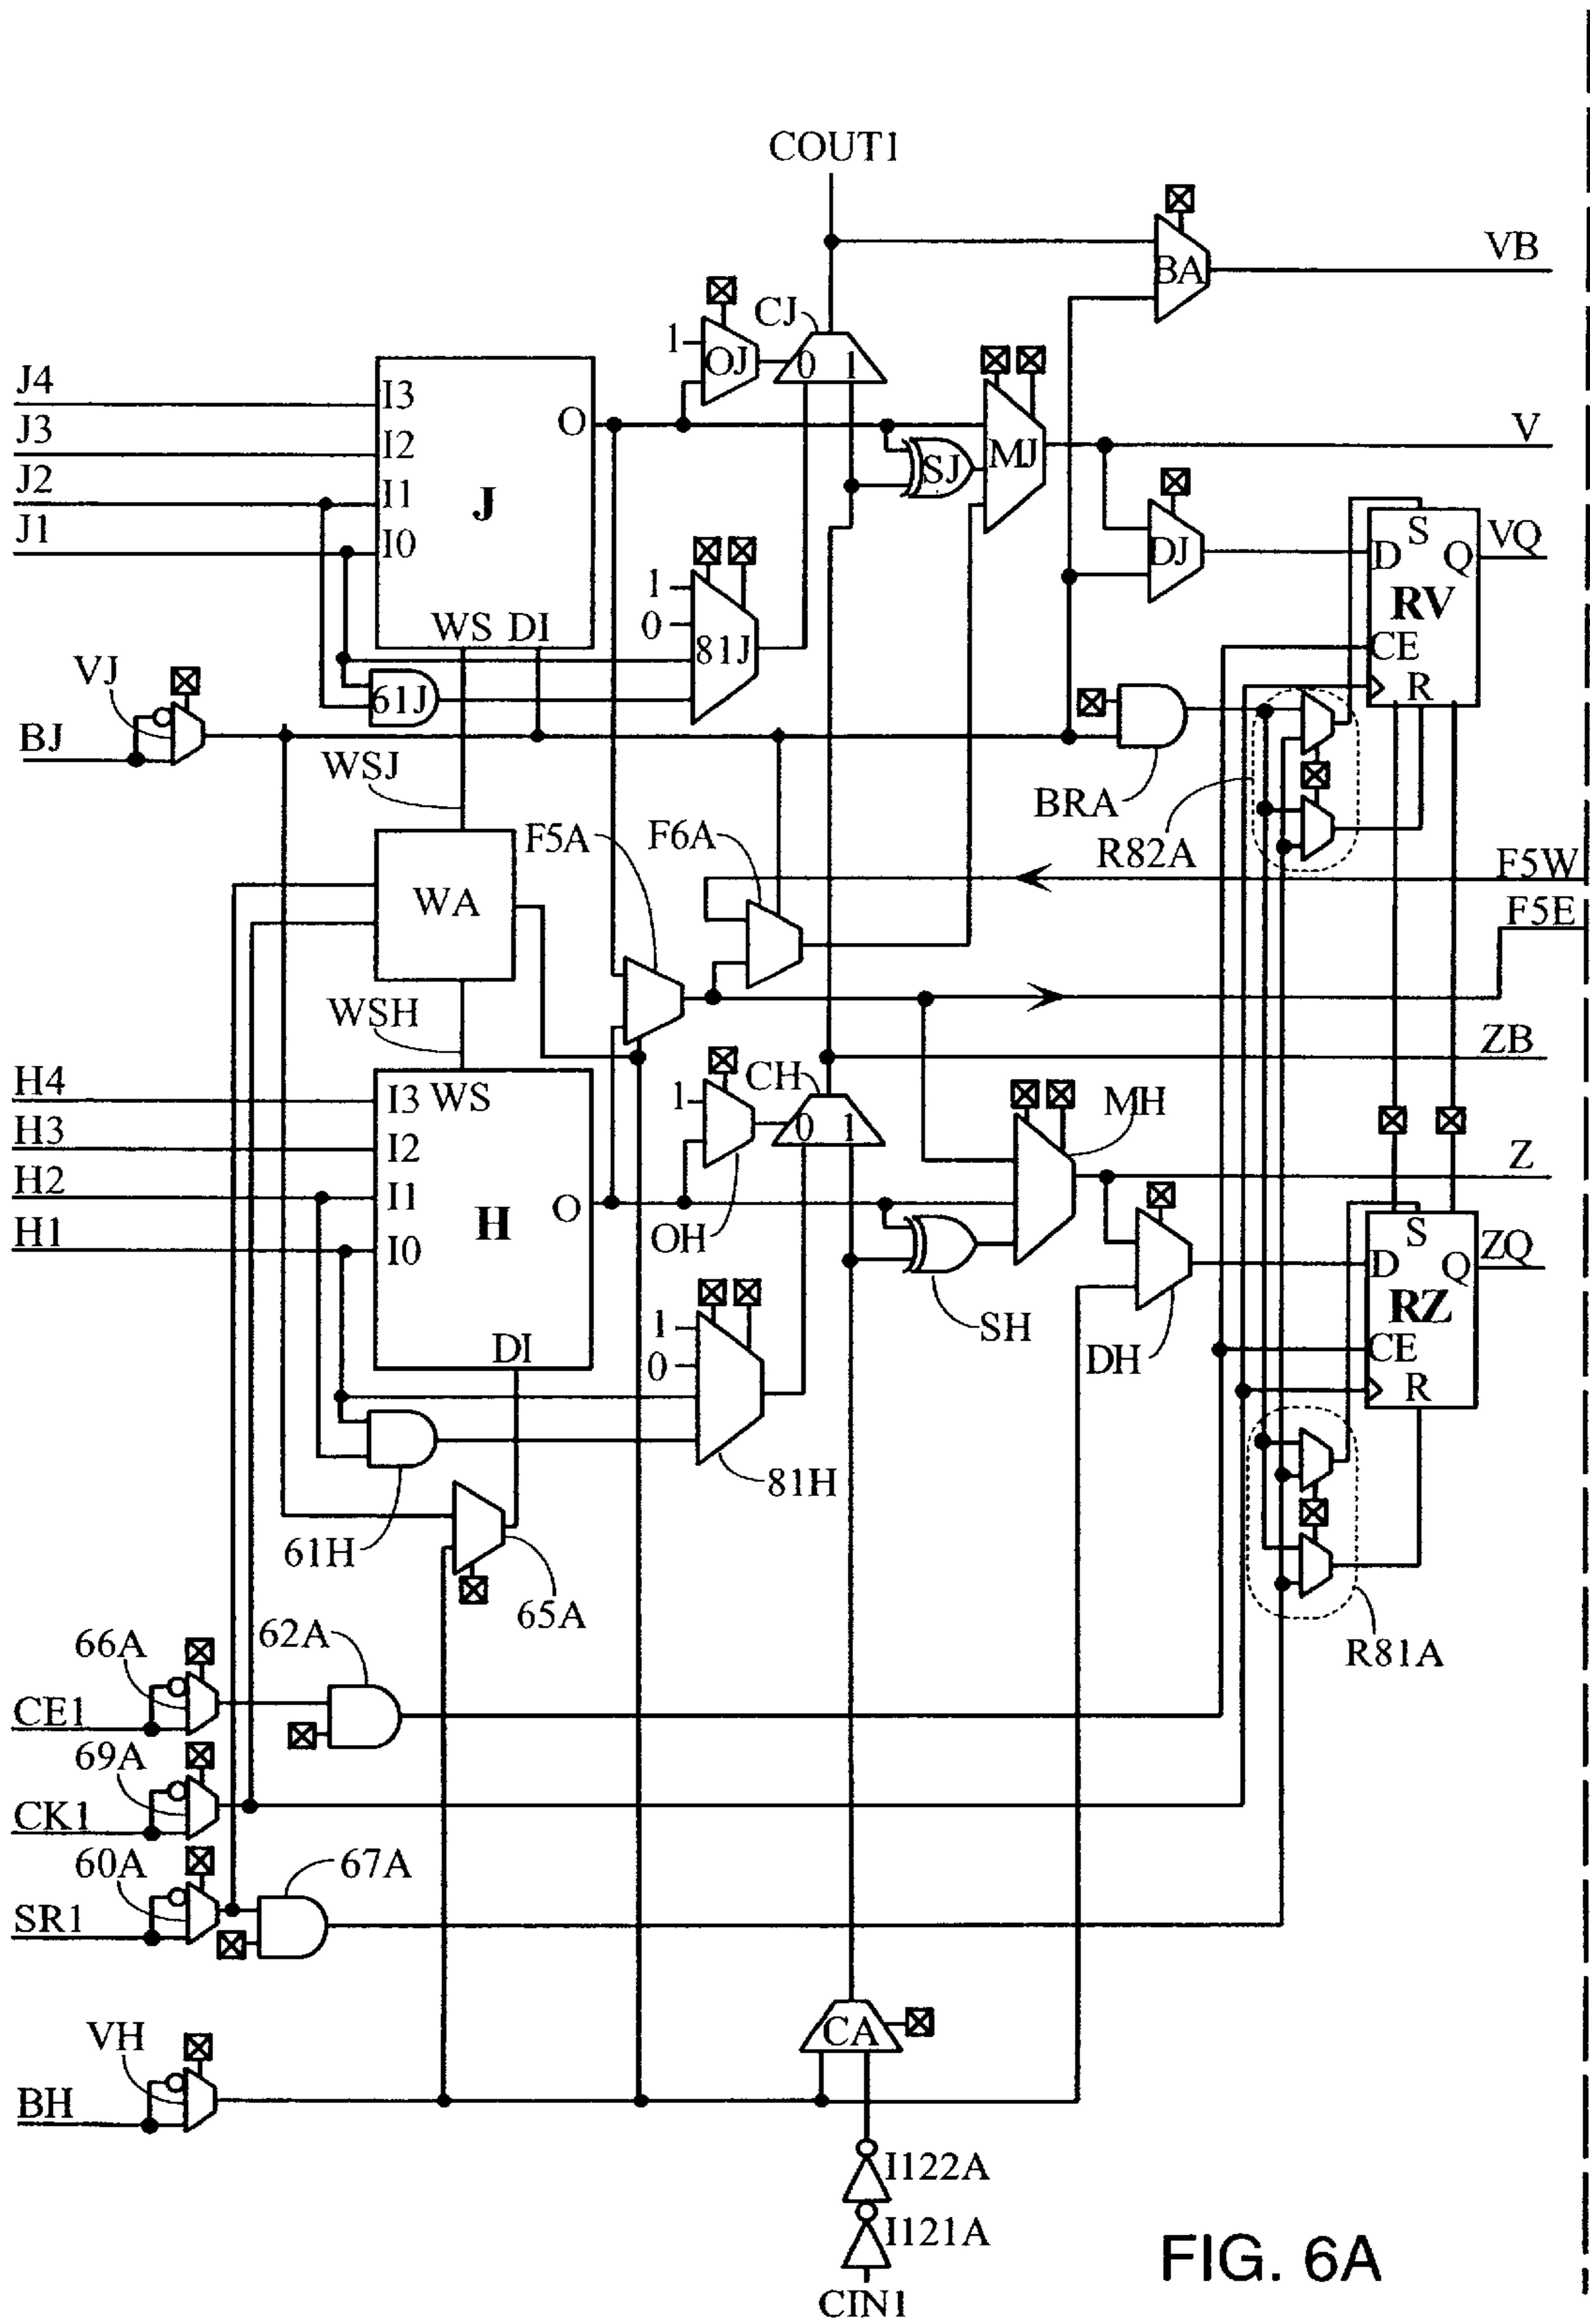 COUT1
VB
BA
CJ
1
OJ
0 1
J4
I3
J3
I2
O
J2
I1
J
J1
I0
WS DI
SJ
MJ
V
DJ
S
VQ
D
Q
RV
CE
R
1
0
81J
61J
VJ
BJ
WSJ
BRA
R82A
F5A
F6A
F5W
F5E
WA
WSH
ZB
H4
I3
WS
H3
I2
H2
I1
H
O
H1
I0
DI
1
CH
0 1
OH
MH
Z
SH
DH
S
ZQ
D
Q
RZ
CE
R
1
0
81H
61H
65A
R81A
66A
62A
CE1
69A
CK1
60A
67A
SR1
VH
CA
BH
I122A
I121A
CIN1
FIG. 6A